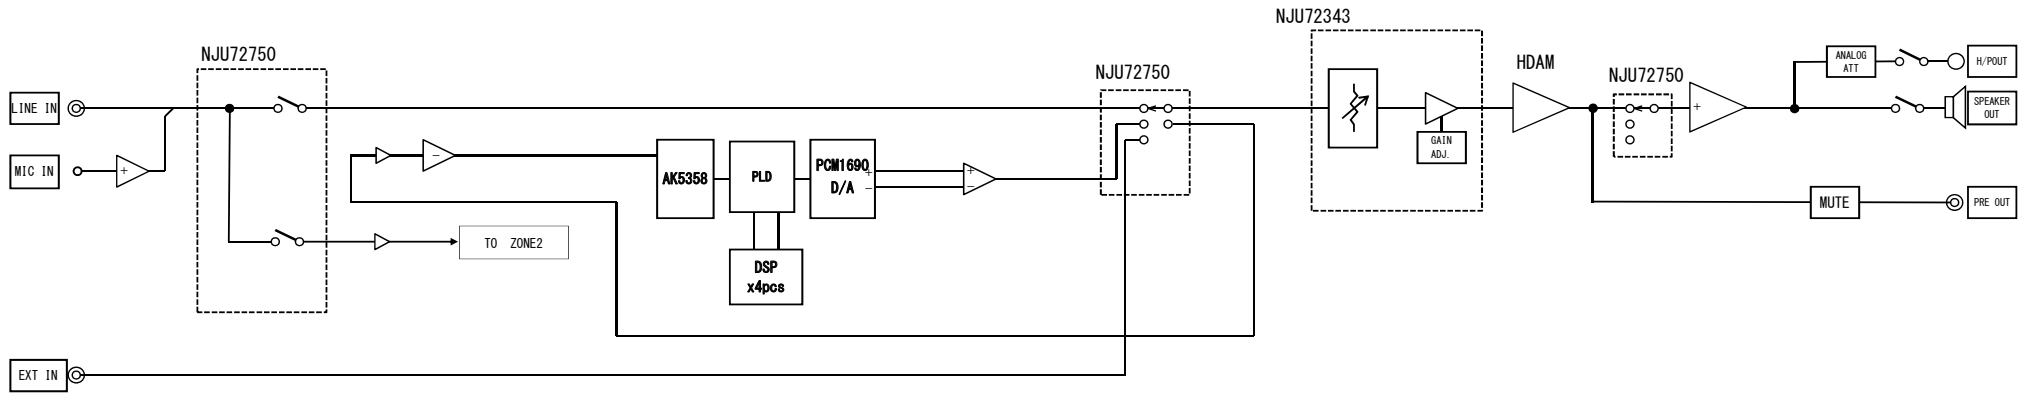 NJU72343
NJU72750
HDAM
NJU72750
NJU72750
ANALOG
ATT
H/POUT
LINE IN
SPEAKER
OUT
+
+
GAIN
ADJ.
MIC IN
+
−
AK5358
PLD
PCM1690
D/A
+
−
+
−
MUTE
PRE OUT
TO ZONE2
DSP
x4pcs
EXT IN